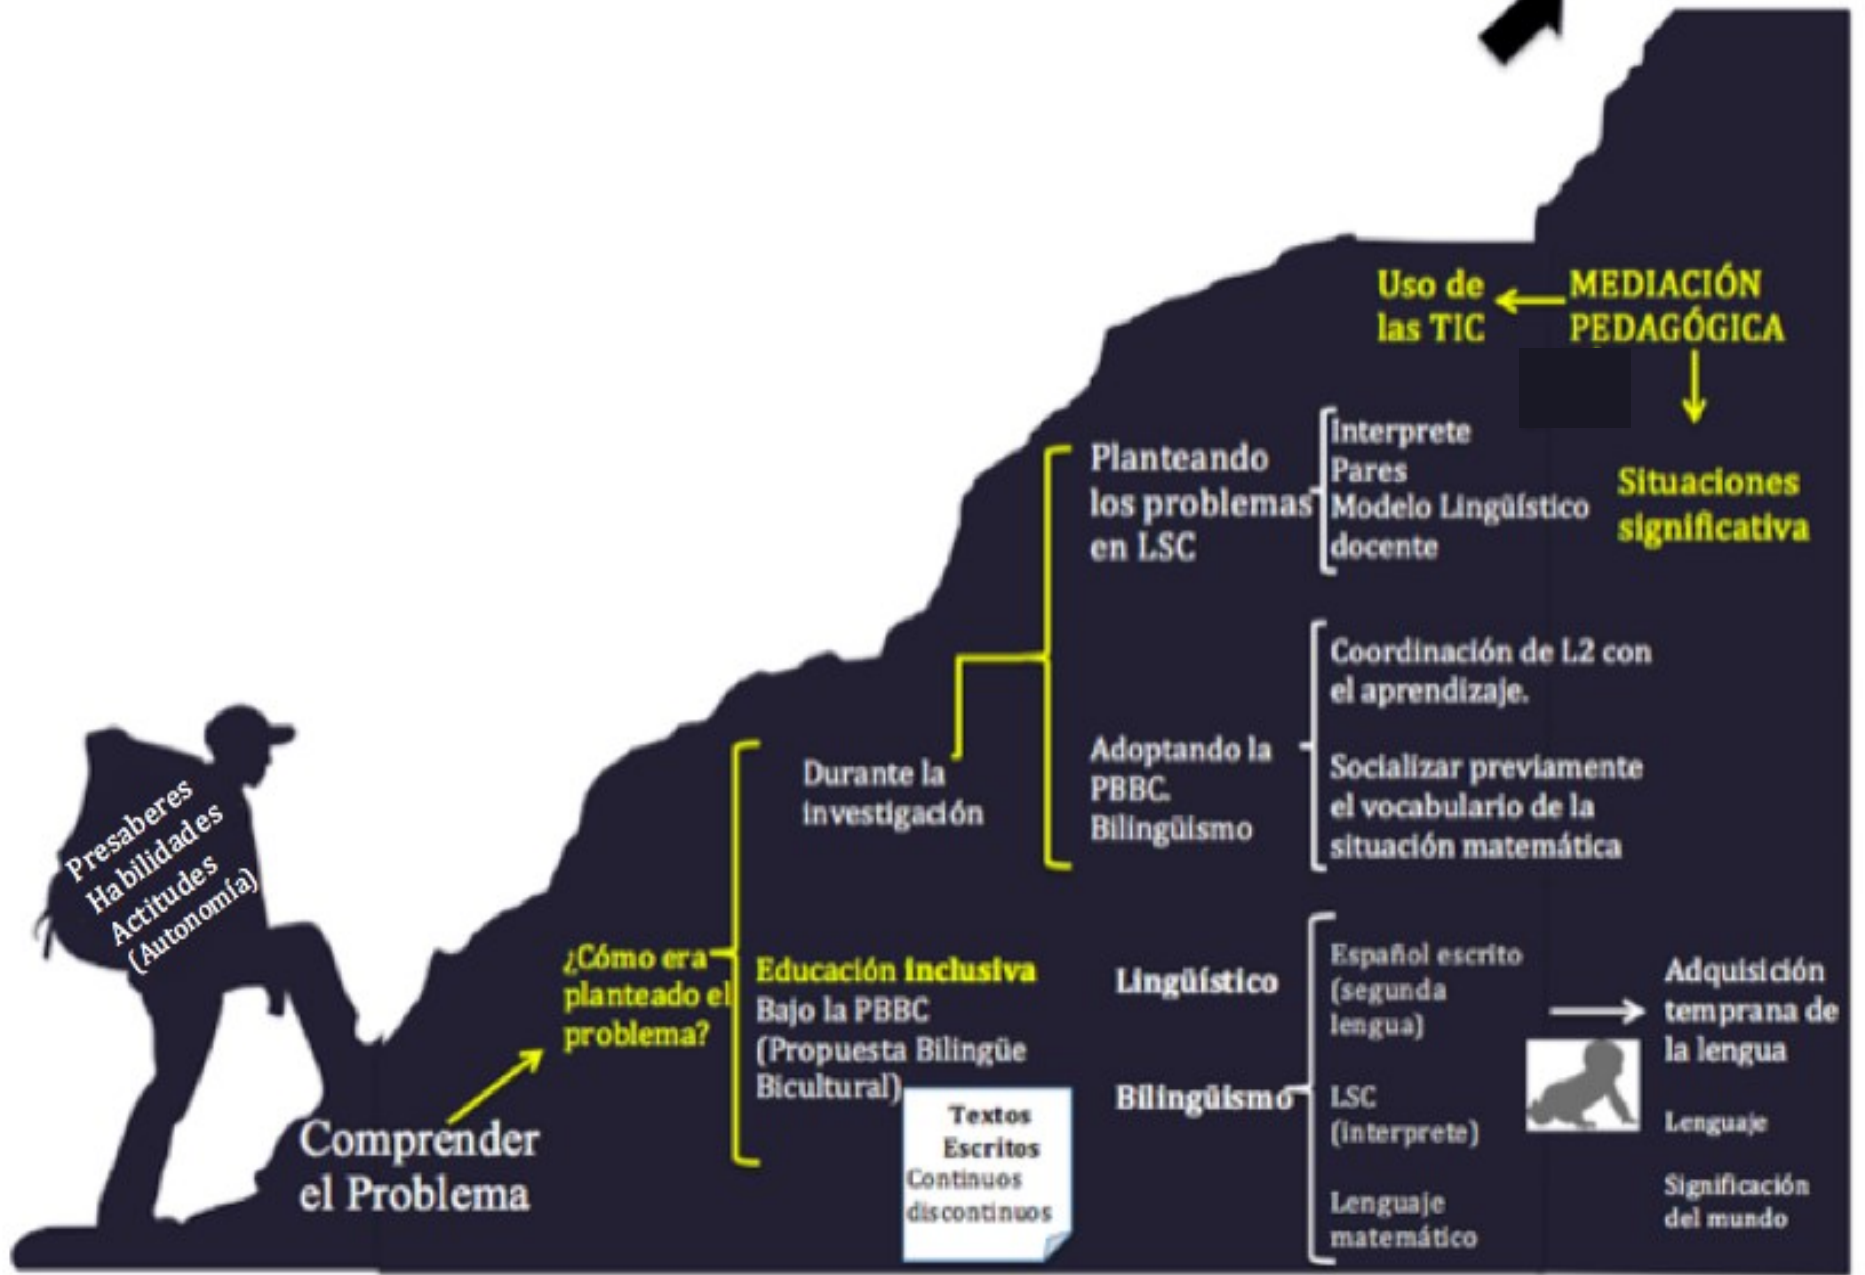 Uso de
las TIC
MEDIACIÓN
PEDAGÓGICA
Situaciones
significativa
Planteando
los problemas
en LSC
Interprete
Pares
Modelo Lingüístico
docente
Adoptando la
PBBC.
Bilingüismo
Coordinación de L2 con
el aprendizaje.
Socializar previamente
el vocabulario de la
situación matemática
Durante la
investigación
Presaberes
Habilidades
Actitudes
(Autonomía)
¿Cómo era
planteado el
problema?
Educación inclusiva
Bajo la PBBC
(Propuesta Bilingüe
Bicultural)
Textos
Escritos
Continuos
discontinuos
Lingüístico
Bilingüismo
Español escrito
(segunda
lengua)
LSC
(interprete)
Lenguaje
matemático
Adquisición
temprana de
la lengua
Lenguaje
Significación
del mundo
Comprender
el Problema